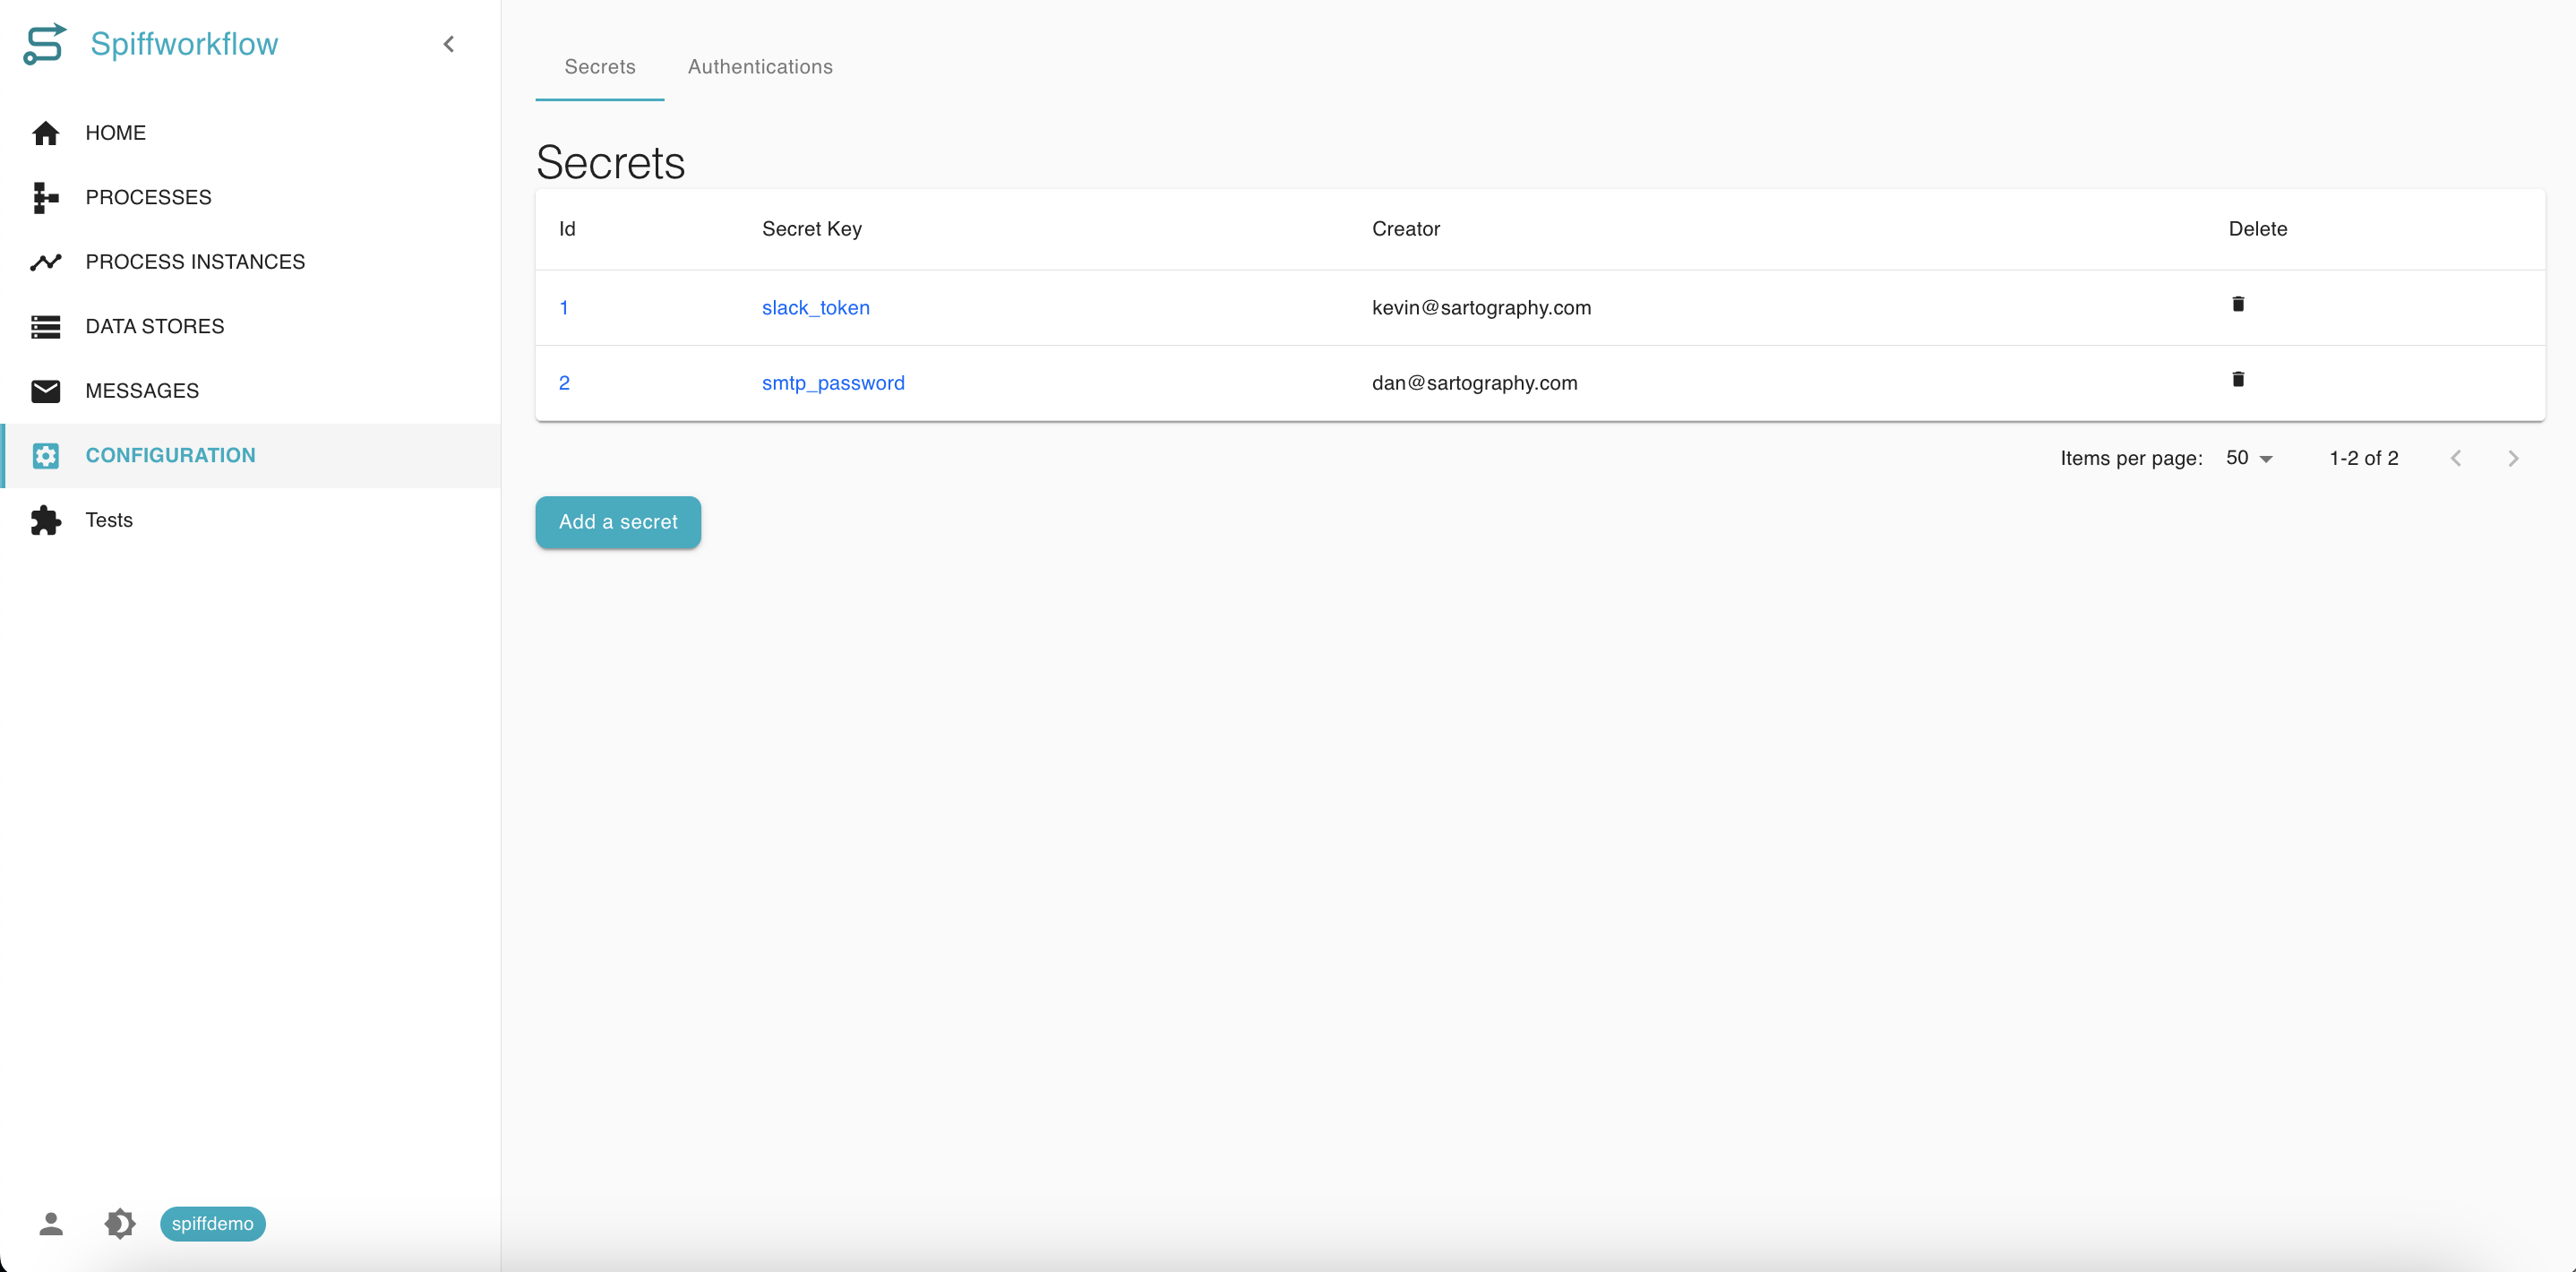 Spiffworkflow
HOME
PROCESSES
PROCESS INSTANCES
DATA STORES
MESSAGES
CONFIGURATION
Tests
spiffdemo
Secrets Authentications
Secrets
Id Secret Key Creator Delete
1 slack_token kevin@sartography.com
2 smtp_password dan@sartography.com
Items per page: 50 1-2 of 2
Add a secret